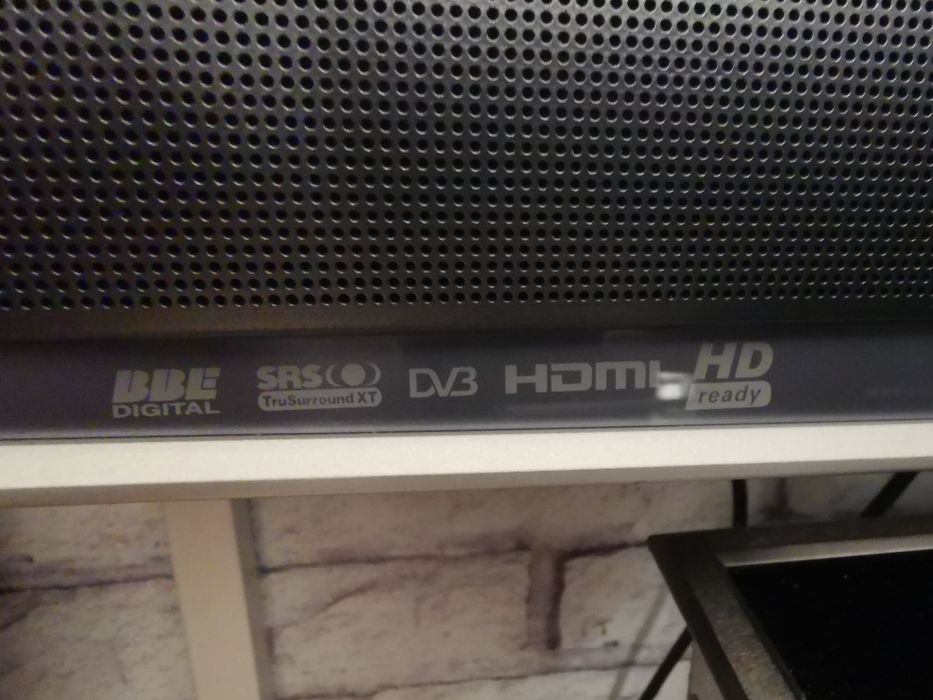 BBE DIGITAL
SRS TruSurround XT
DVB
HDMI
HD ready